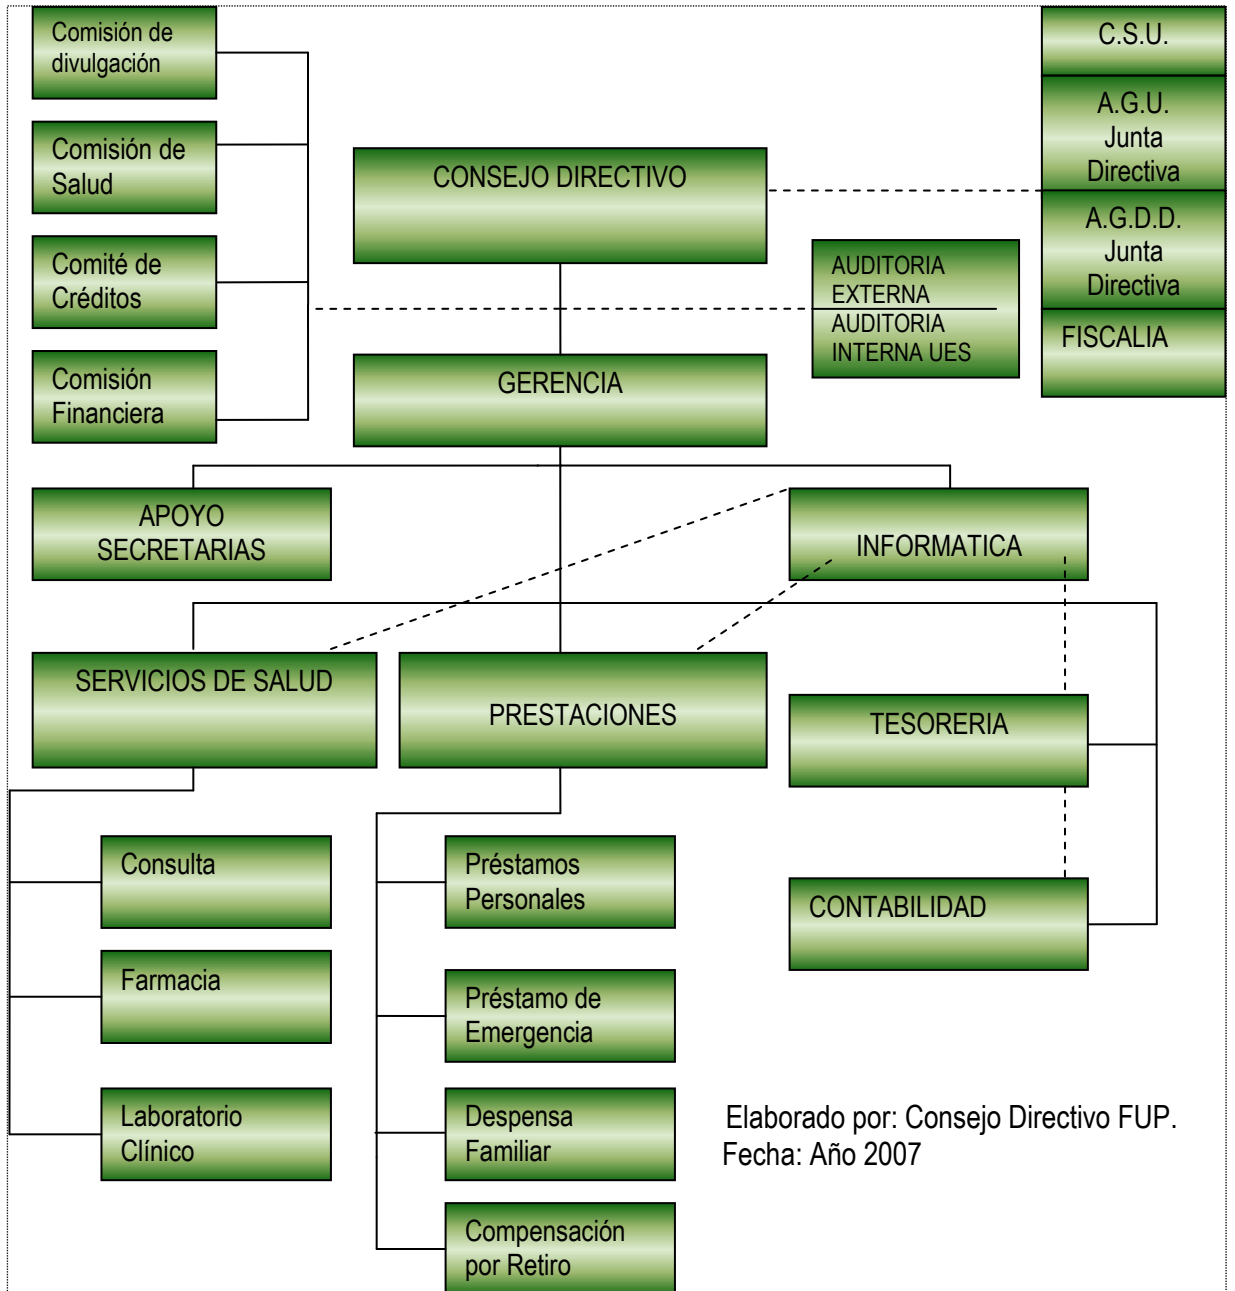 Comisión de
divulgación
C.S.U.
A.G.U.
Junta
Directiva
Comisión de
Salud
CONSEJO DIRECTIVO
A.G.D.D.
Junta
Directiva
Comité de
Créditos
AUDITORIA
EXTERNA
AUDITORIA
INTERNA UES
FISCALIA
Comisión
Financiera
GERENCIA
APOYO
SECRETARIAS
INFORMATICA
SERVICIOS DE SALUD
PRESTACIONES
TESORERIA
Consulta
Préstamos
Personales
CONTABILIDAD
Farmacia
Préstamo de
Emergencia
Laboratorio
Clínico
Despensa
Familiar
Elaborado por: Consejo Directivo FUP.
Fecha: Año 2007
Compensación
por Retiro